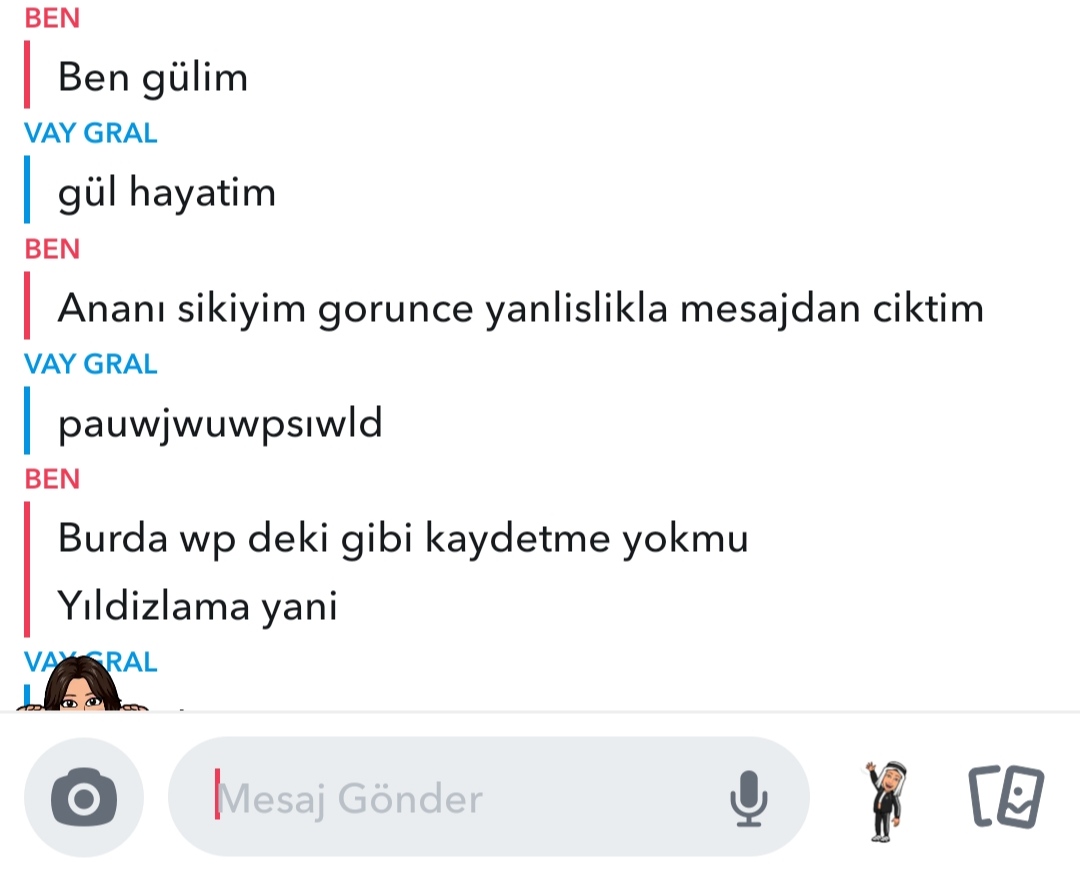 BEN
Ben gülim
VAY GRAL
gül hayatim
BEN
Ananı sikiyim gorunce yanlislikla mesajdan ciktim
VAY GRAL
pauwjwuwpsıwld
BEN
Burda wp deki gibi kaydetme yokmu
Yıldizlama yani
VAY GRAL
Mesaj Gönder